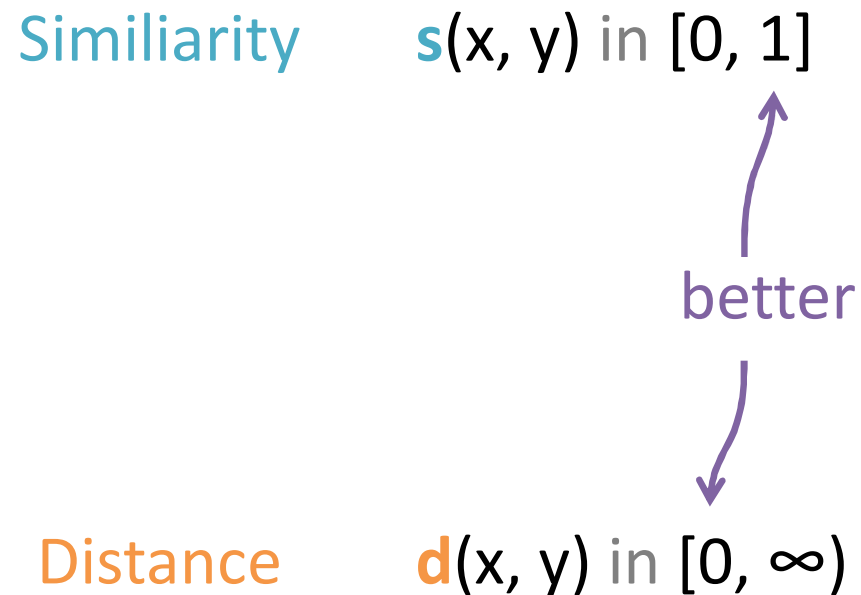 Similiarity s(x, y) in [0, 1]
better
Distance d(x, y) in [0, ∞)